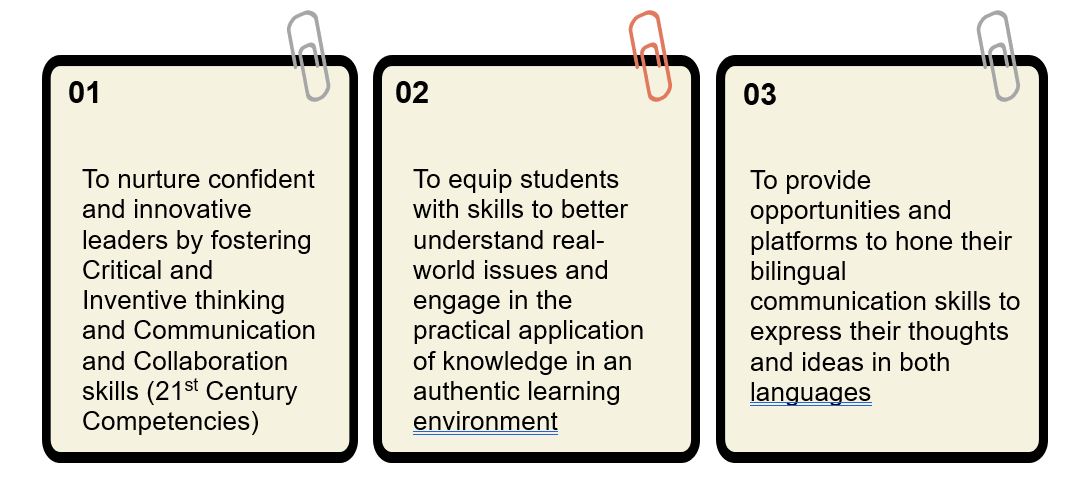 01
To nurture confident
and innovative
leaders by fostering
Critical and
Inventive thinking
and Communication
and Collaboration
skills (21st Century
Competencies)
02
To equip students
with skills to better
understand real-
world issues and
engage in the
practical application
of knowledge in an
authentic learning
environment
03
To provide
opportunities and
platforms to hone their
bilingual
communication skills to
express their thoughts
and ideas in both
languages